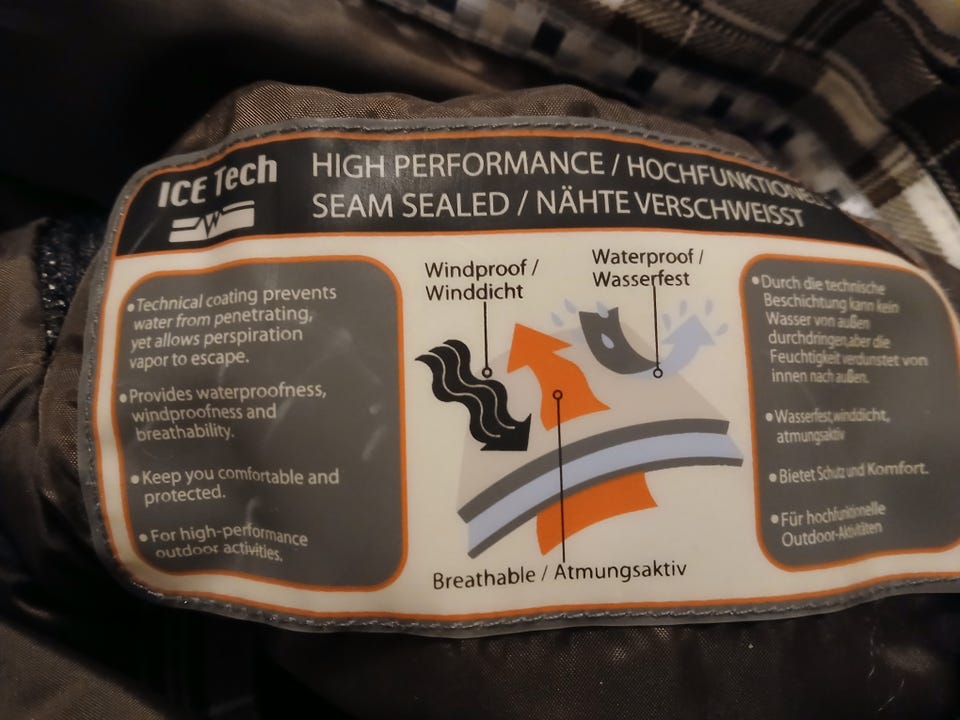 ICE Tech
HIGH PERFORMANCE / HOCHFUNKTIONELL
SEAM SEALED / NÄHTE VERSCHWEISST
•Technical coating prevents
water from penetrating,
yet allows perspiration
vapor to escape.
•Provides waterproofness,
windproofness and
breathability.
•Keep you comfortable and
protected.
•For high-performance
outdoor activities.
Windproof /
Winddicht
Waterproof /
Wasserfest
Breathable / Atmungsaktiv
•Durch die technische
Beschichtung kann kein
Wasser von außen
durchdringen,aber die
Feuchtigkeit verdunstet von
innen nach außen.
•Wasserfest,winddicht,
atmungsaktiv
•Bietet Schutz und Komfort.
•Für hochfunktionelle
Outdoor-Aktivitäten